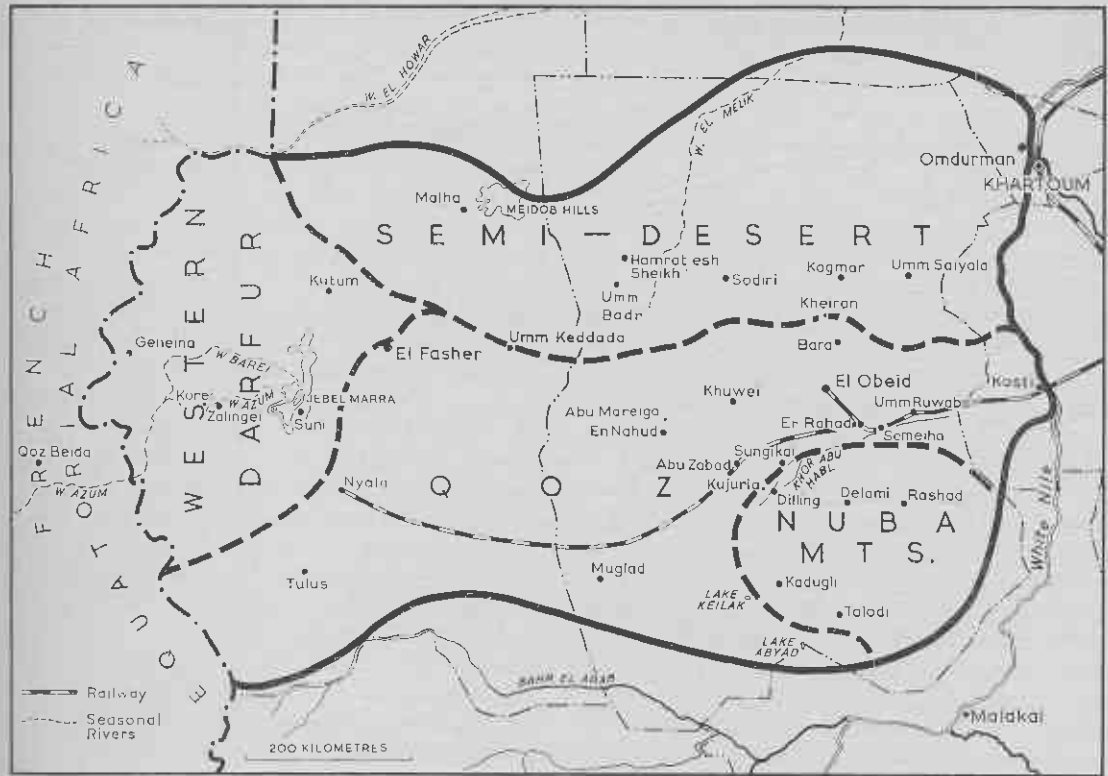 W. EL HOWAR
W. EL MELIK
Omdurman
KHARTOUM
Malha
MEIDOB HILLS
SEMI-DESERT
FRENCH
EQUATORIAL AFRICA
WESTERN
DARFUR
Hamrat esh
Sheikh
Sodiri
Kagmar
Umm Saiyala
Umm
Badr
Kutum
Kheiran
Umm Keddada
Bara
El Fasher
Geneina
W. BAREI
Kore
W. AZUM
Zalingei
JEBEL MARRA
Suni
Khuwei
El Obeid
Kosti
Umm Ruwab
Abu Mareiga
En Nahud
Er Rahad
Semeiha
Qoz Beida
W. AZUM
Abu Zabad
Sungikai
KHOR ABU
HABL
Nyala
QOZ
Kujuria
Dilling
Delami
Rashad
NUBA
MTS.
White Nile
Tulus
Muglad
Kadugli
LAKE
KEILAK
Talodi
LAKE
ABYAD
BAHR EL ARAB
Malakal
Railway
Seasonal
Rivers
200 KILOMETRES